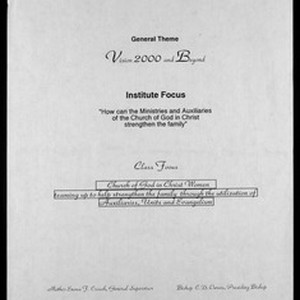 General Theme
Vision 2000 and Beyond
Institute Focus
"How can the Ministries and Auxiliaries
of the Church of God in Christ
strengthen the family"
Class Focus
Church of God in Christ Women
teaming up to help strengthen the family through the utilization of
Auxiliaries, Units and Evangelism
Mother Emma F. Crouch, General Supervisor
Bishop C. D. Owens, Presiding Bishop